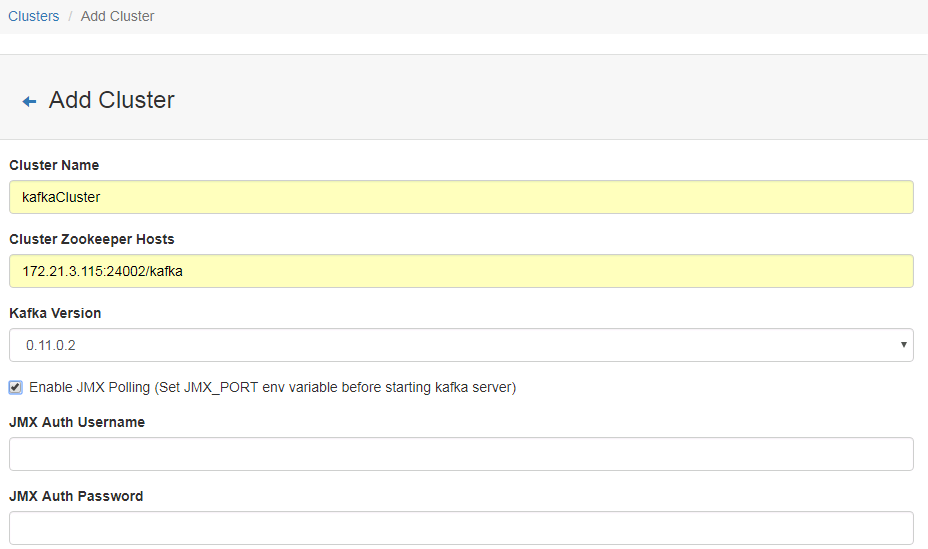 Clusters / Add Cluster
Add Cluster
Cluster Name
kafkaCluster
Cluster Zookeeper Hosts
172.21.3.115:24002/kafka
Kafka Version
0.11.0.2
Enable JMX Polling (Set JMX_PORT env variable before starting kafka server)
JMX Auth Username
JMX Auth Password